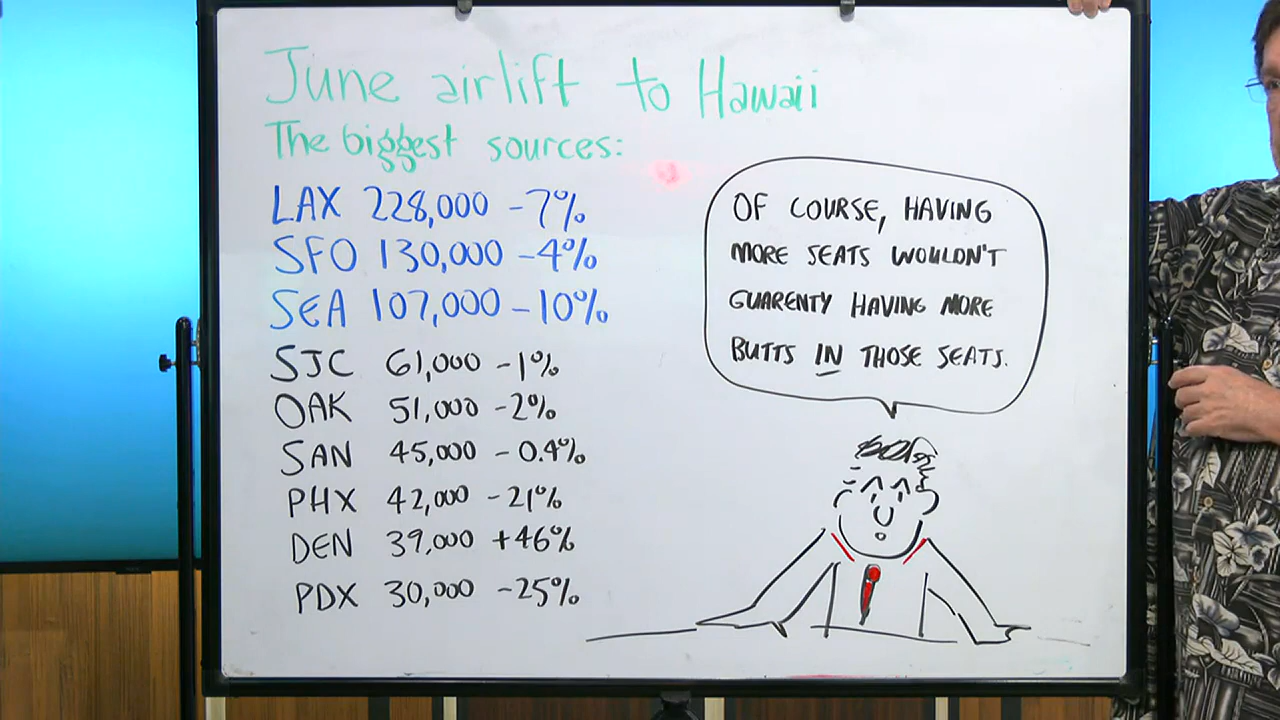 June airlift to Hawaii
The biggest sources:
LAX 228,000 -7%
SFO 130,000 -4%
SEA 107,000 -10%
SJC 61,000 -1%
OAK 51,000 -2%
SAN 45,000 -0.4%
PHX 42,000 -21%
DEN 39,000 +46%
PDX 30,000 -25%
OF COURSE, HAVING
MORE SEATS WOULDN'T
GUARENTY HAVING MORE
BUTTS IN THOSE SEATS.